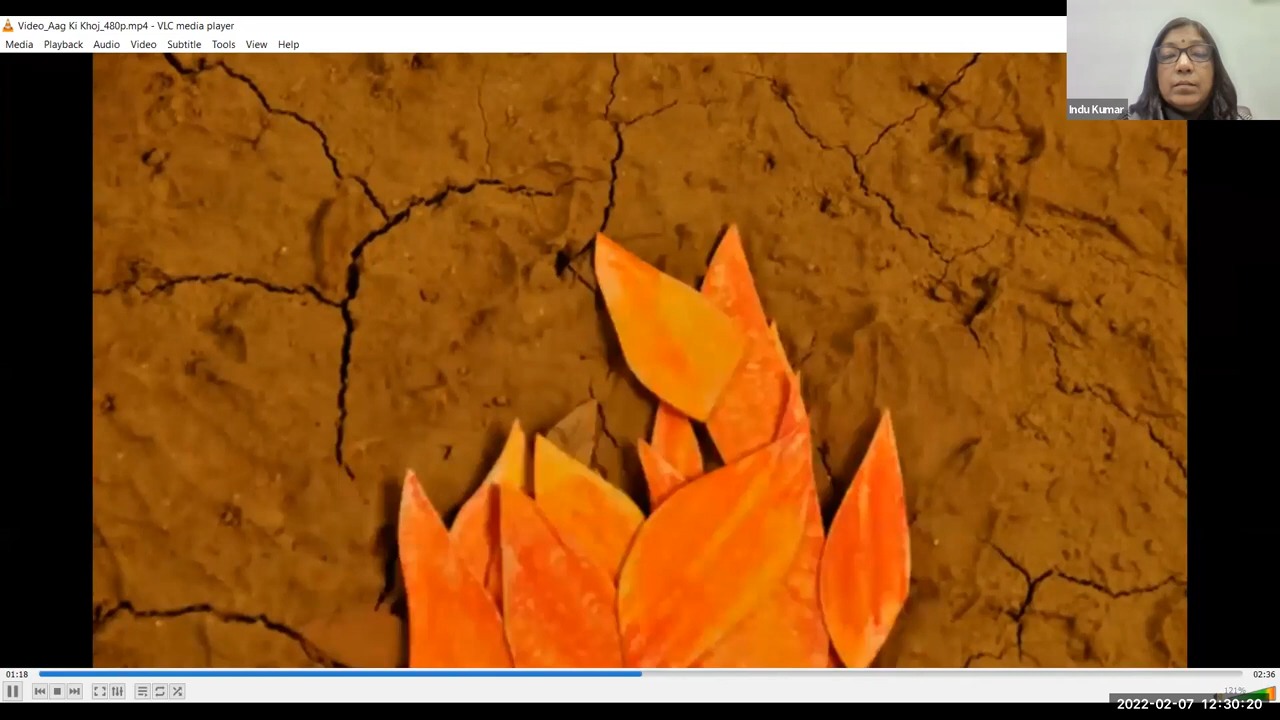 Video_Aag Ki Khoj_480p.mp4 - VLC media player
Media Playback Audio Video Subtitle Tools View Help
Indu Kumar
01:18
02:36
121%
2022-02-07 12:30:20